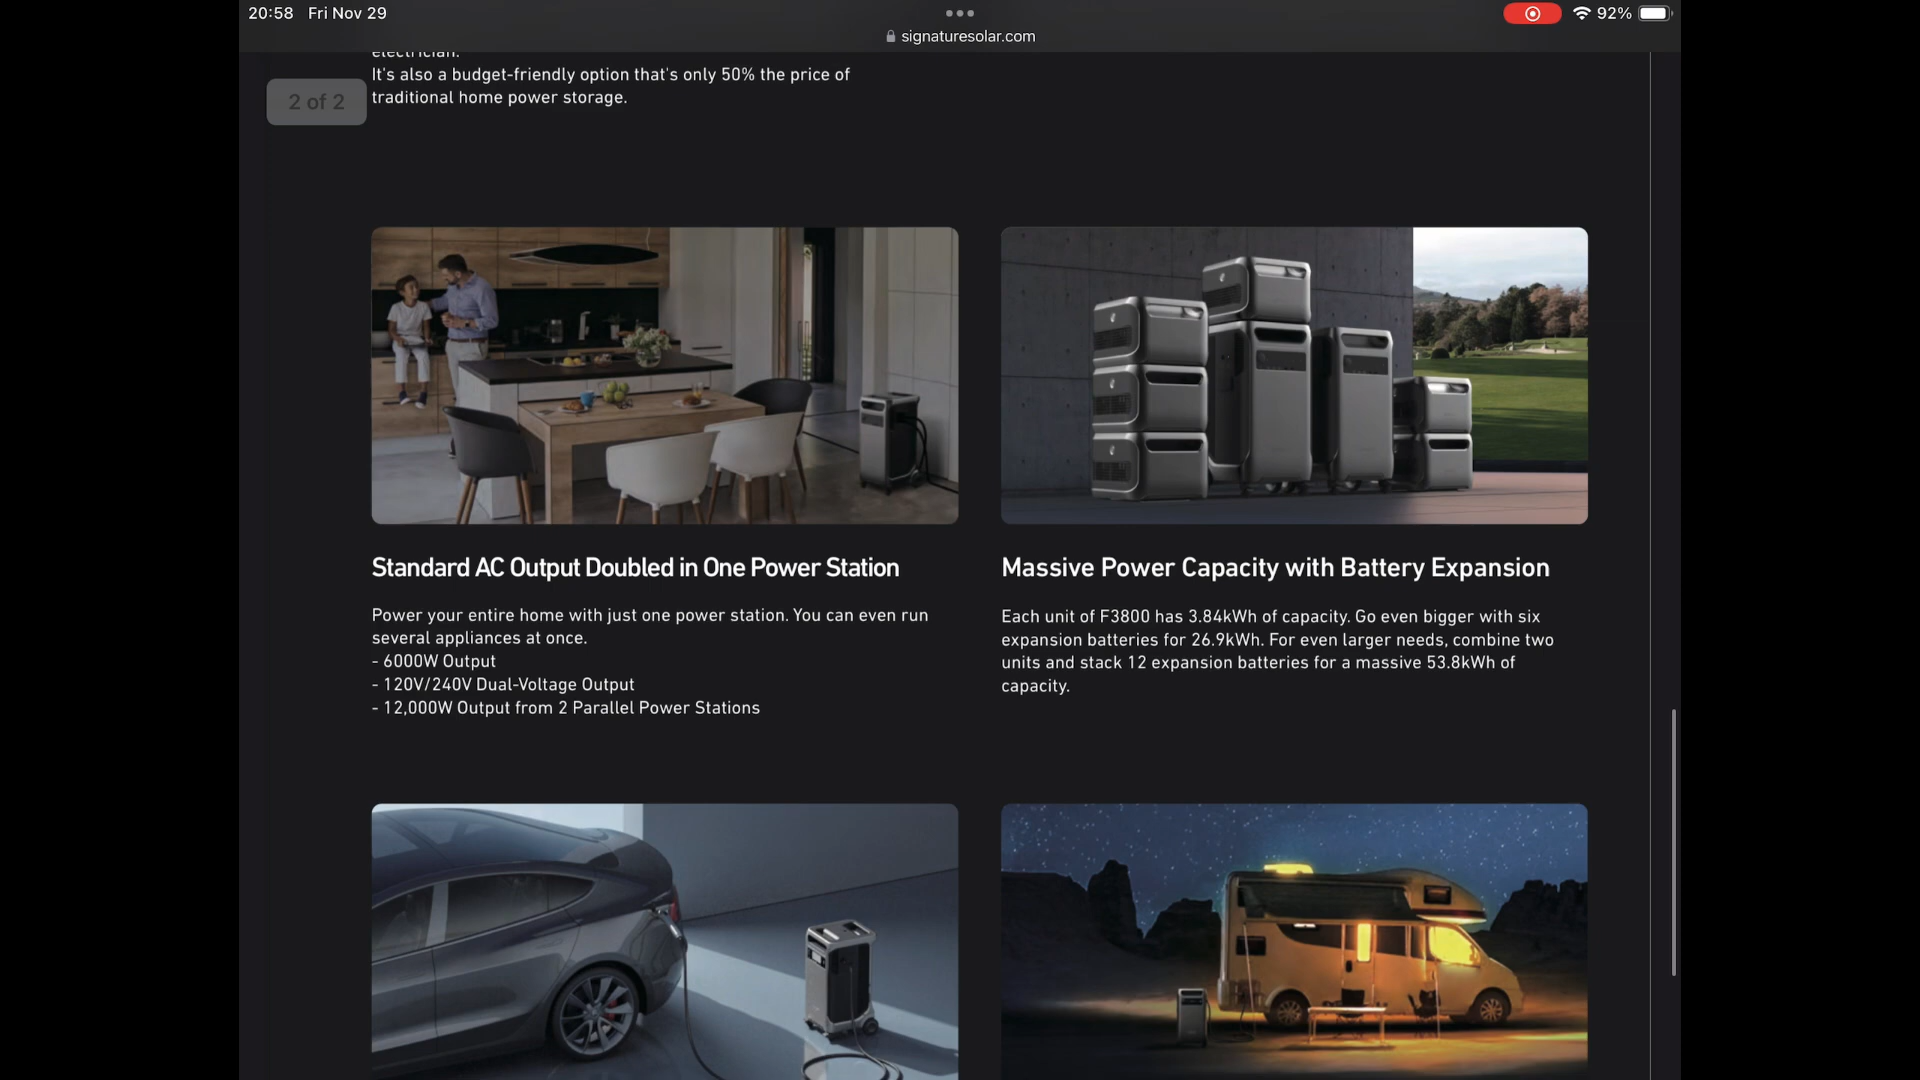 20:58 Fri Nov 29
92%
signaturesolar.com
electrician.
It's also a budget-friendly option that's only 50% the price of
traditional home power storage.
2 of 2
Standard AC Output Doubled in One Power Station
Power your entire home with just one power station. You can even run
several appliances at once.
- 6000W Output
- 120V/240V Dual-Voltage Output
- 12,000W Output from 2 Parallel Power Stations
Massive Power Capacity with Battery Expansion
Each unit of F3800 has 3.84kWh of capacity. Go even bigger with six
expansion batteries for 26.9kWh. For even larger needs, combine two
units and stack 12 expansion batteries for a massive 53.8kWh of
capacity.